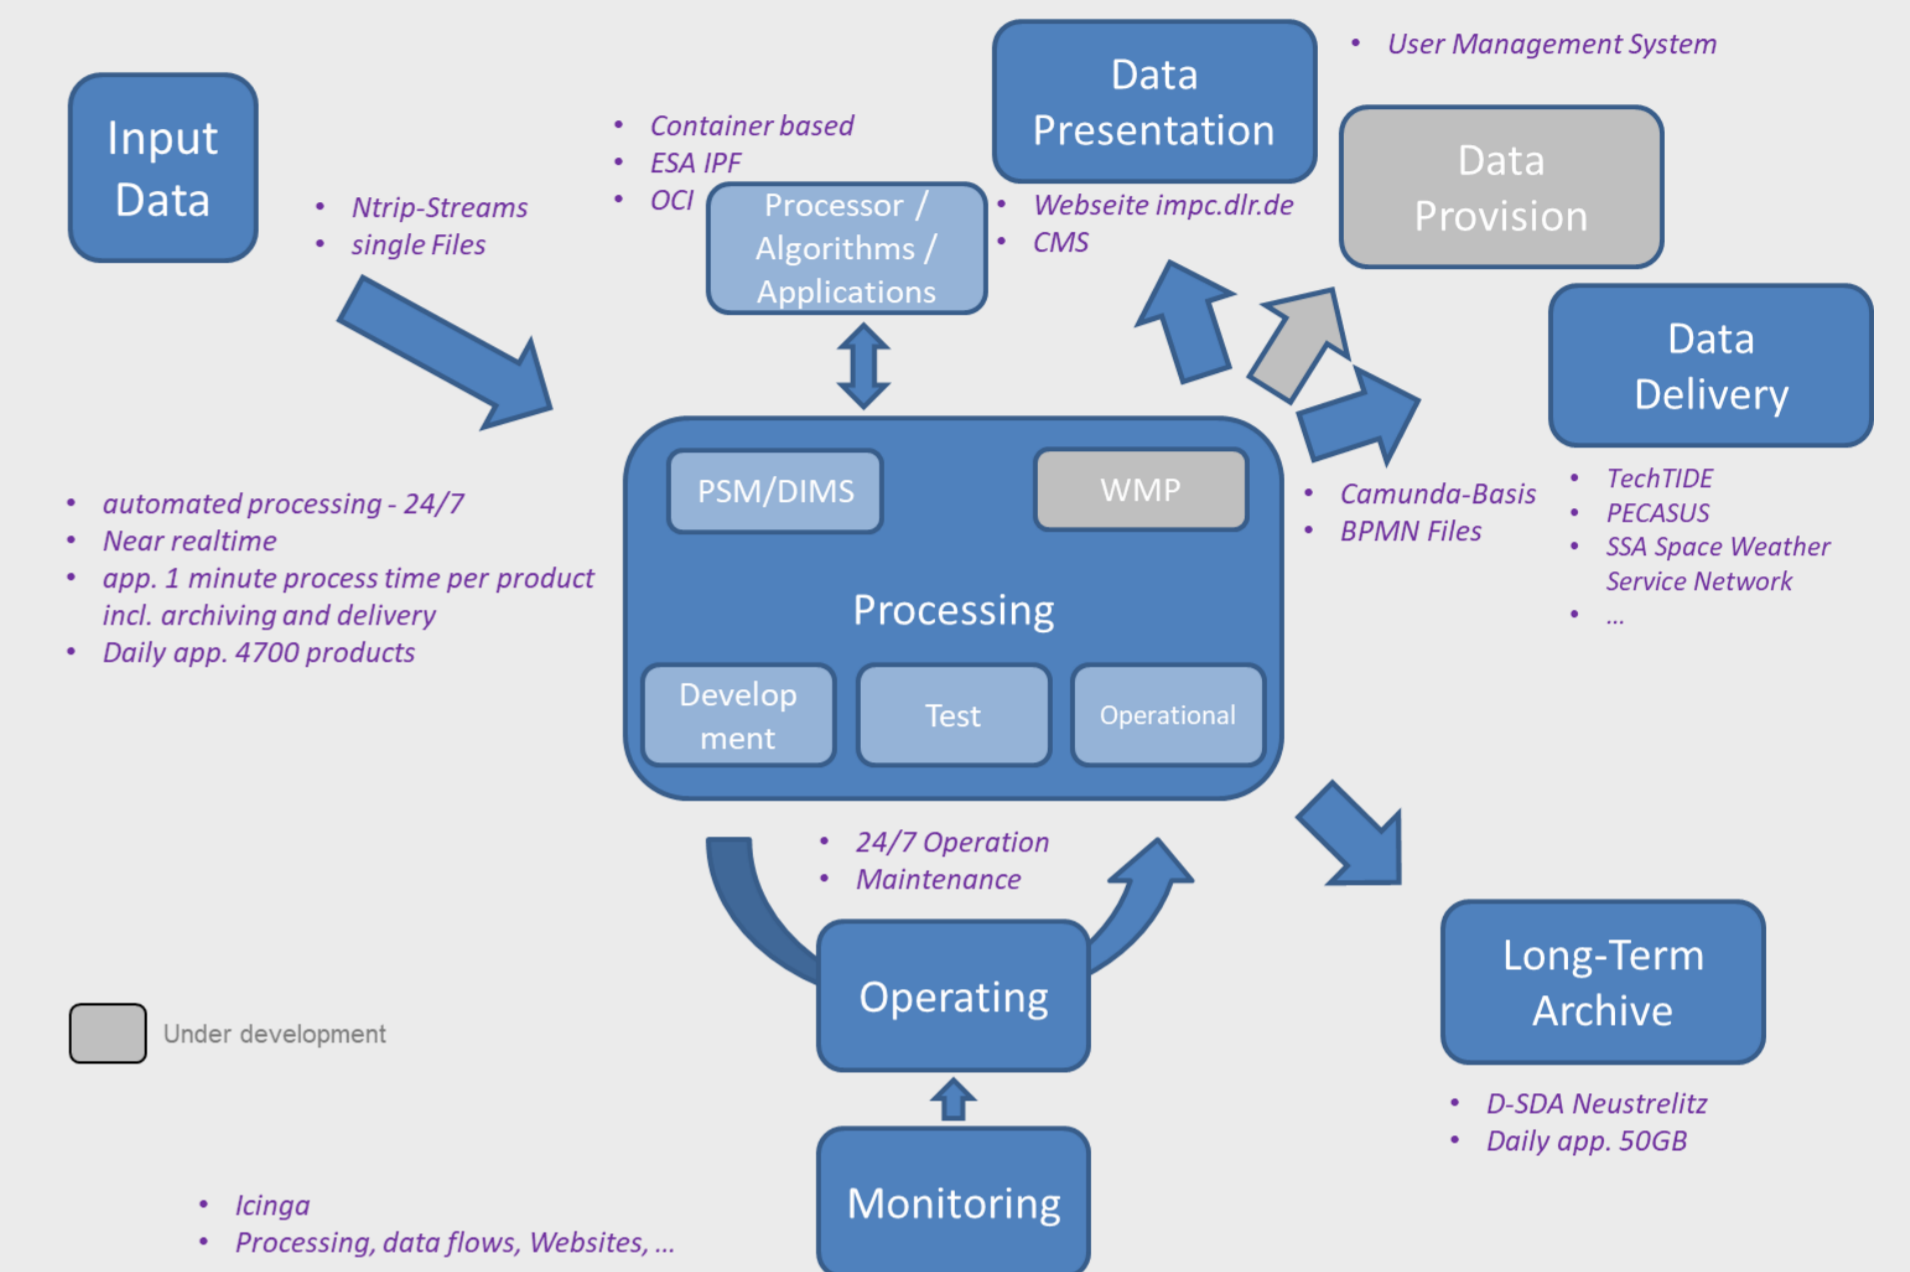 Input
Data
• Ntrip-Streams
• single Files
• Container based
• ESA IPF
• OCI
Processor /
Algorithms /
Applications
Data
Presentation
• Webseite impc.dlr.de
• CMS
• User Management System
Data
Provision
Data
Delivery
• TechTIDE
• PECASUS
• SSA Space Weather
Service Network
• ...
• automated processing - 24/7
• Near realtime
• app. 1 minute process time per product
incl. archiving and delivery
• Daily app. 4700 products
PSM/DIMS
WMP
Processing
Develop
ment
Test
Operational
• Camunda-Basis
• BPMN Files
• 24/7 Operation
• Maintenance
Operating
Long-Term
Archive
• D-SDA Neustrelitz
• Daily app. 50GB
Under development
Monitoring
• Icinga
• Processing, data flows, Websites, ...